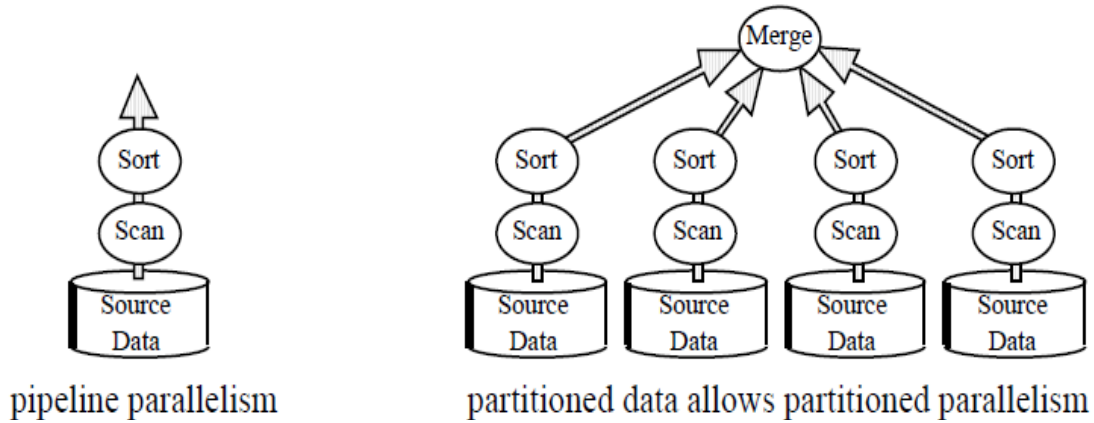 Merge
Sort
Sort
Sort
Sort
Sort
Scan
Scan
Scan
Scan
Scan
Source
Data
Source
Data
Source
Data
Source
Data
Source
Data
pipeline parallelism
partitioned data allows partitioned parallelism